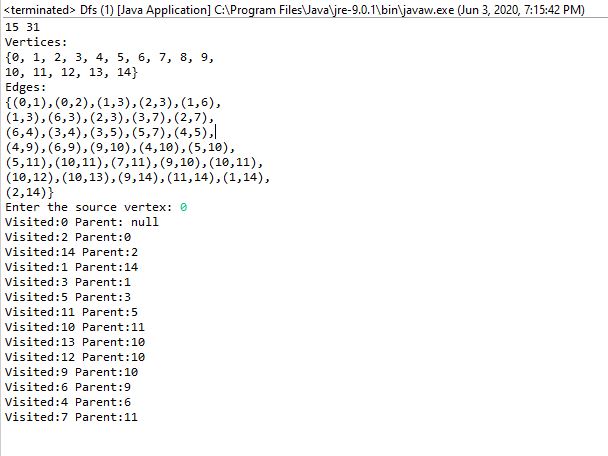 <terminated> Dfs (1) [Java Application] C:\Program Files\Java\jre-9.0.1\bin\javaw.exe (Jun 3, 2020, 7:15:42 PM)
15 31
Vertices:
{0, 1, 2, 3, 4, 5, 6, 7, 8, 9,
10, 11, 12, 13, 14}
Edges:
{(0,1),(0,2),(1,3),(2,3),(1,6),
(1,3),(6,3),(2,3),(3,7),(2,7),
(6,4),(3,4),(3,5),(5,7),(4,5),
(4,9),(6,9),(9,10),(4,10),(5,10),
(5,11),(10,11),(7,11),(9,10),(10,11),
(10,12),(10,13),(9,14),(11,14),(1,14),
(2,14)}
Enter the source vertex: 0
Visited:0 Parent: null
Visited:2 Parent:0
Visited:14 Parent:2
Visited:1 Parent:14
Visited:3 Parent:1
Visited:5 Parent:3
Visited:11 Parent:5
Visited:10 Parent:11
Visited:13 Parent:10
Visited:12 Parent:10
Visited:9 Parent:10
Visited:6 Parent:9
Visited:4 Parent:6
Visited:7 Parent:11